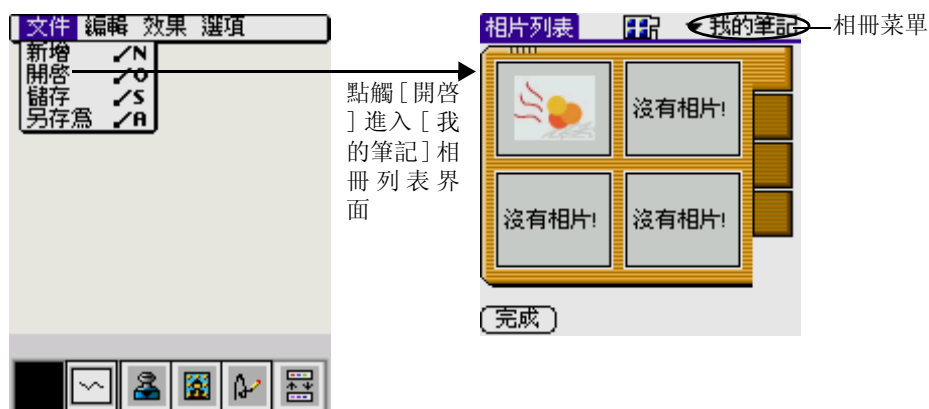 文件 編輯 效果 選項
新增 ✓N
開啓 ✓O
儲存 ✓S
另存爲 ✓A
點觸[開啓
]進入[我
的筆記]相
冊列表界
面
相片列表 我的筆記
相冊菜單
沒有相片!
沒有相片! 沒有相片!
完成